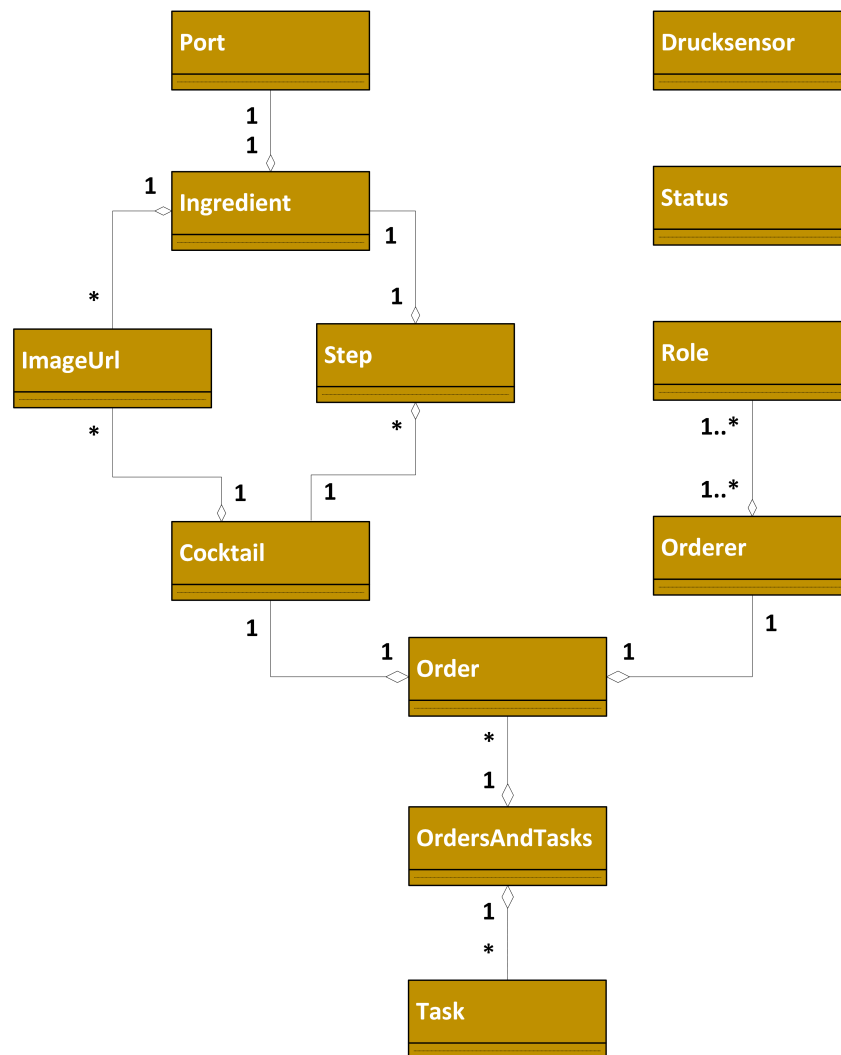 Port
Drucksensor
1
1
1
Ingredient
Status
1
*
1
ImageUrl
Step
Role
*
*
1..*
1
1
1..*
Cocktail
Orderer
1
1
1
1
Order
*
1
OrdersAndTasks
1
*
Task